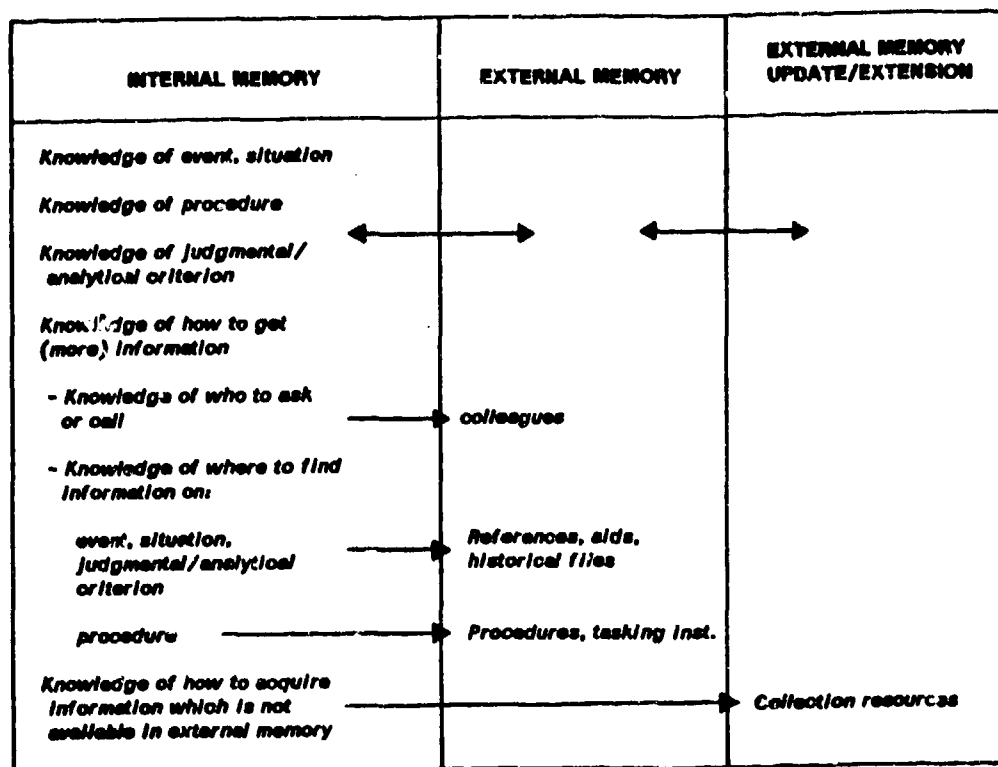 INTERNAL MEMORY
EXTERNAL MEMORY
EXTERNAL MEMORY
UPDATE/EXTENSION
Knowledge of event, situation
Knowledge of procedure
Knowledge of judgmental/
analytical criterion
Knowledge of how to get
(more) information
- Knowledge of who to ask
or call
colleagues
- Knowledge of where to find
information on:
event, situation,
judgmental/analytical
criterion
References, aids,
historical files
procedure
Procedures, tasking inst.
Knowledge of how to acquire
information which is not
available in external memory
Collection resources